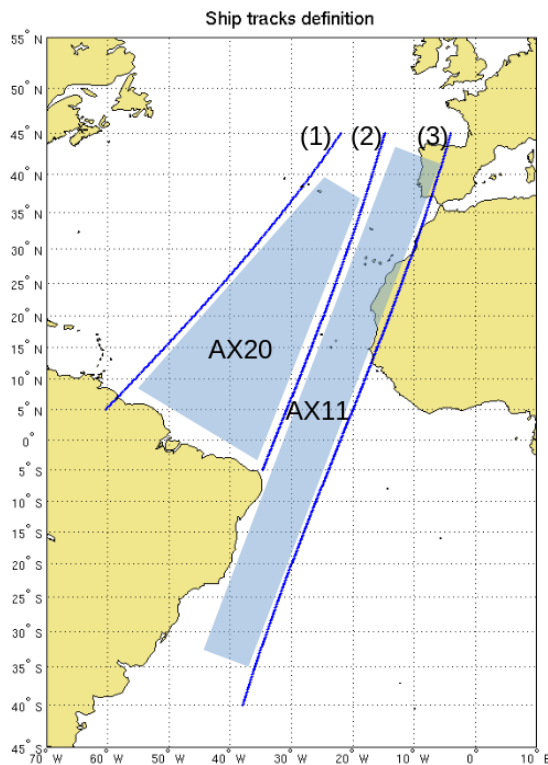 Ship tracks definition
55° N
50° N
45° N
40° N
35° N
30° N
25° N
20° N
15° N
10° N
5° N
0°
5° S
10° S
15° S
20° S
25° S
30° S
35° S
40° S
45° S
(1) (2) (3)
AX20
AX11
70° W 60° W 50° W 40° W 30° W 20° W 10° W 0° 10° E